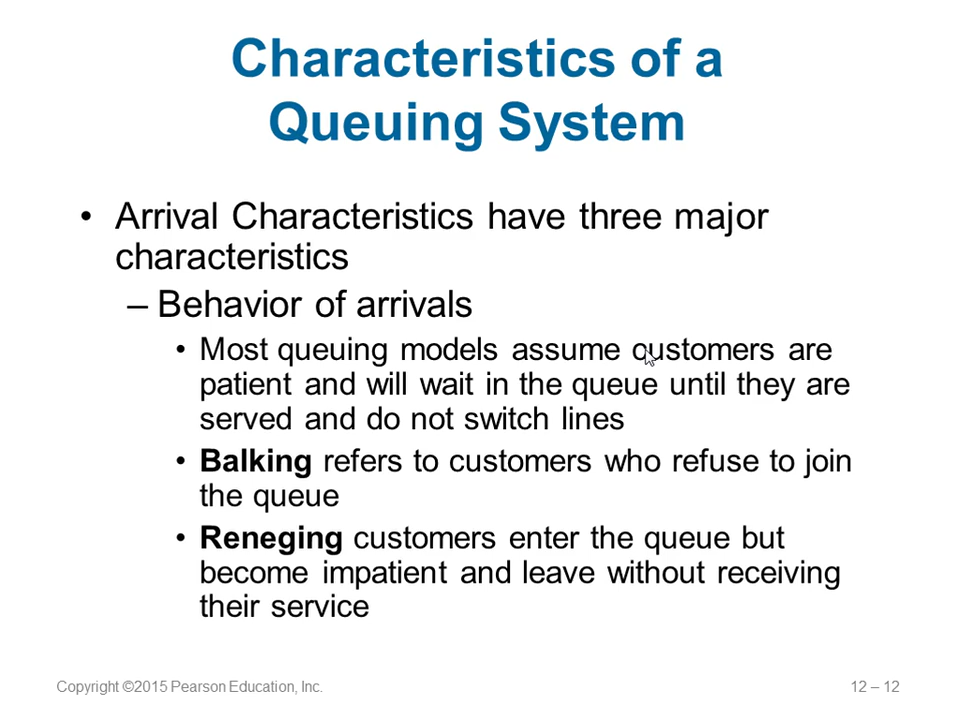 Characteristics of a
Queuing System
• Arrival Characteristics have three major
characteristics
– Behavior of arrivals
• Most queuing models assume customers are
patient and will wait in the queue until they are
served and do not switch lines
• Balking refers to customers who refuse to join
the queue
• Reneging customers enter the queue but
become impatient and leave without receiving
their service
Copyright ©2015 Pearson Education, Inc.
12 – 12